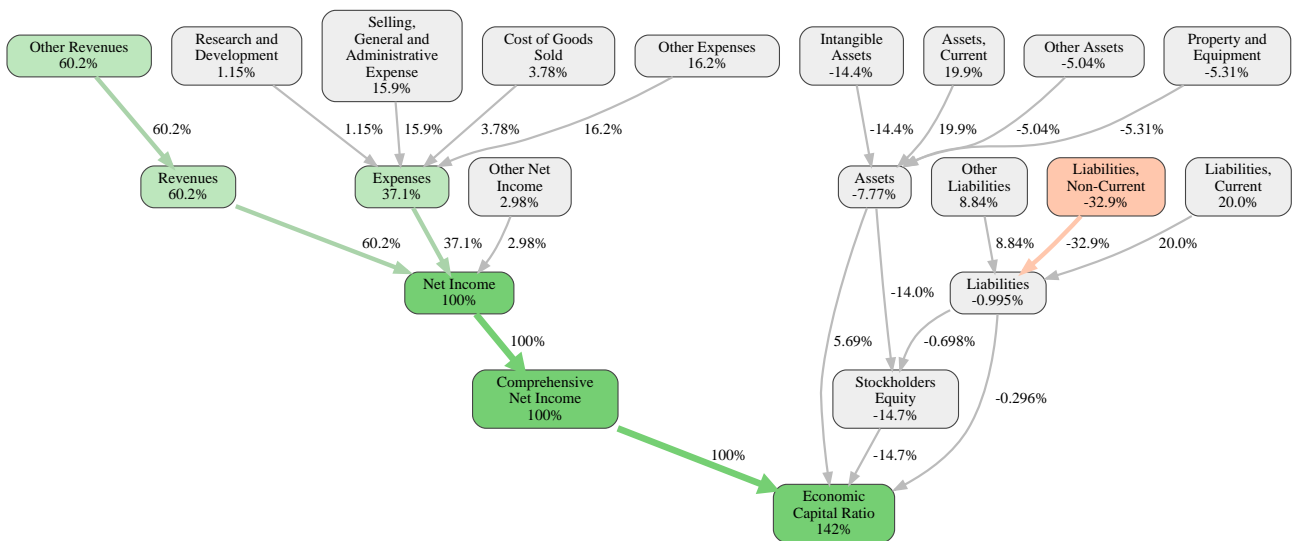 Other Revenues
60.2%
Research and
Development
1.15%
Selling,
General and
Administrative
Expense
15.9%
Cost of Goods
Sold
3.78%
Other Expenses
16.2%
Intangible
Assets
-14.4%
Assets,
Current
19.9%
Other Assets
-5.04%
Property and
Equipment
-5.31%
60.2%
1.15%
15.9%
3.78%
16.2%
-14.4%
19.9%
-5.04%
-5.31%
Revenues
60.2%
Expenses
37.1%
Other Net
Income
2.98%
Assets
-7.77%
Other
Liabilities
8.84%
Liabilities,
Non-Current
-32.9%
Liabilities,
Current
20.0%
60.2%
37.1%
2.98%
8.84%
-32.9%
20.0%
Net Income
100%
-14.0%
Liabilities
-0.995%
100%
5.69%
-0.698%
Comprehensive
Net Income
100%
Stockholders
Equity
-14.7%
-0.296%
100%
-14.7%
Economic
Capital Ratio
142%